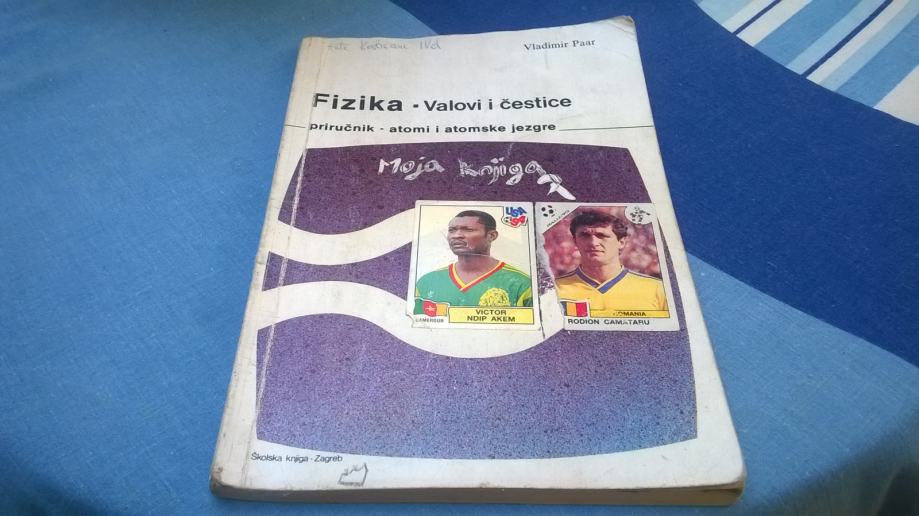 Vladimir Paar
Fizika - Valovi i čestice
priručnik - atomi i atomske jezgre
Moja knjiga
USA
94
CAMEROUN
VICTOR
NDIP AKEM
ROMANIA
RODION CAMATARU
Školska knjiga - Zagreb